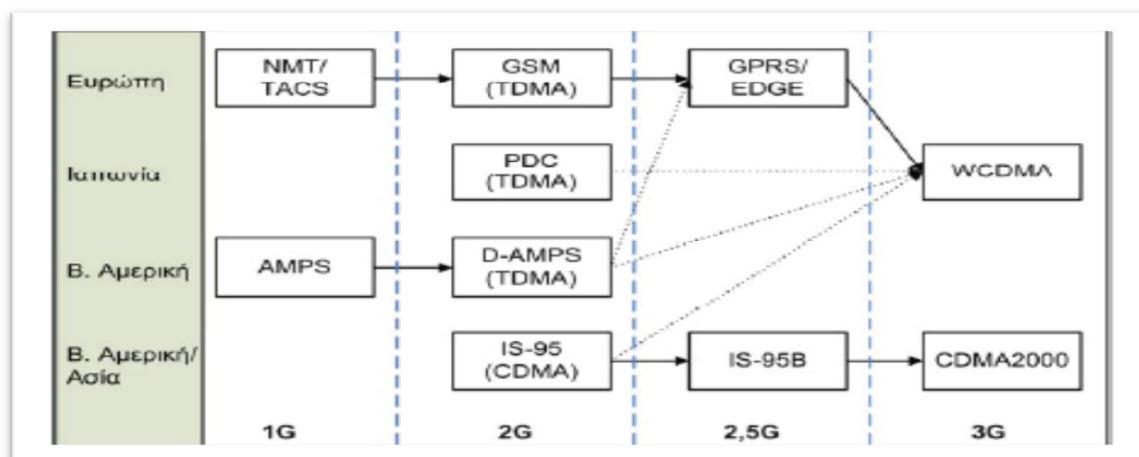 Ευρώπη
NMT/
TACS
GSM
(TDMA)
GPRS/
EDGE
Ιαπωνία
PDC
(TDMA)
WCDMA
Β. Αμερική
AMPS
D-AMPS
(TDMA)
Β. Αμερική/
Ασία
IS-95
(CDMA)
IS-95B
CDMA2000
1G
2G
2,5G
3G